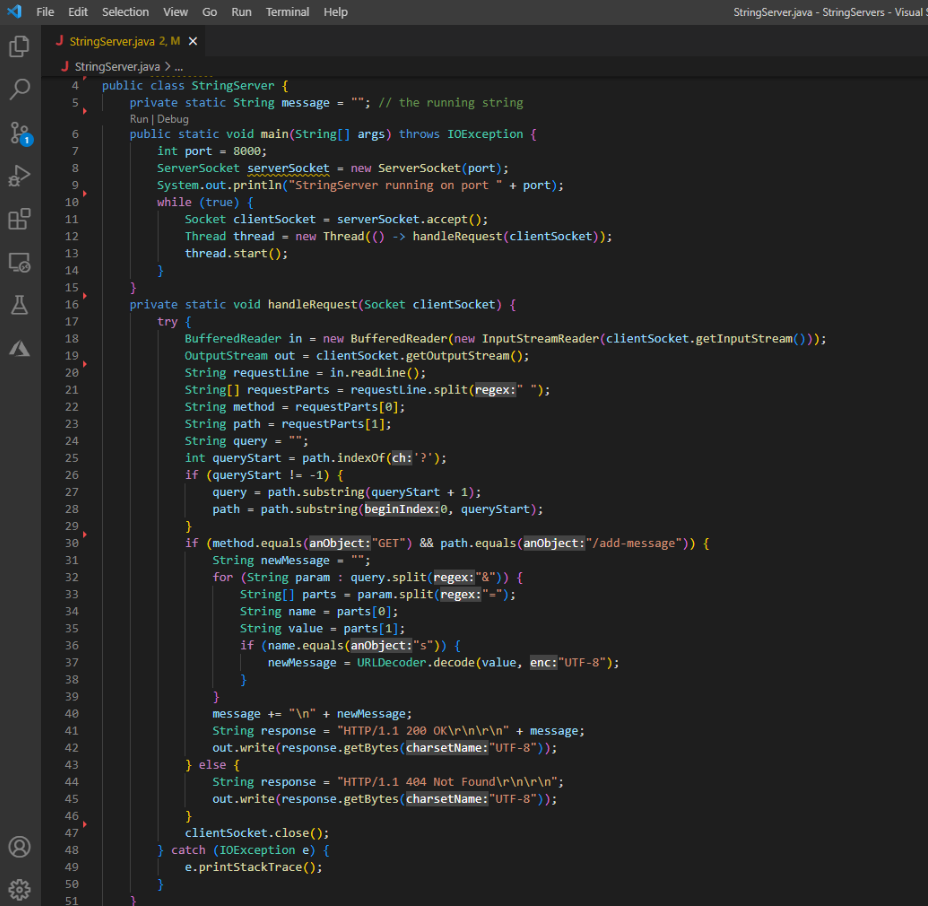 File Edit Selection View Go Run Terminal Help StringServer.java - StringServers - Visual S
J StringServer.java 2, M ×
J StringServer.java > ...
4 public class StringServer {
5 private static String message = ""; // the running string
Run | Debug
6 public static void main(String[] args) throws IOException {
7 int port = 8000;
8 ServerSocket serverSocket = new ServerSocket(port);
9 System.out.println("StringServer running on port " + port);
10 while (true) {
11 Socket clientSocket = serverSocket.accept();
12 Thread thread = new Thread(() -> handleRequest(clientSocket));
13 thread.start();
14 }
15 }
16 private static void handleRequest(Socket clientSocket) {
17 try {
18 BufferedReader in = new BufferedReader(new InputStreamReader(clientSocket.getInputStream()));
19 OutputStream out = clientSocket.getOutputStream();
20 String requestLine = in.readLine();
21 String[] requestParts = requestLine.split(regex:" ");
22 String method = requestParts[0];
23 String path = requestParts[1];
24 String query = "";
25 int queryStart = path.indexOf(ch:'?');
26 if (queryStart != -1) {
27 query = path.substring(queryStart + 1);
28 path = path.substring(beginIndex:0, queryStart);
29 }
30 if (method.equals(anObject:"GET") && path.equals(anObject:"/add-message")) {
31 String newMessage = "";
32 for (String param : query.split(regex:"&")) {
33 String[] parts = param.split(regex:"=");
34 String name = parts[0];
35 String value = parts[1];
36 if (name.equals(anObject:"s")) {
37 newMessage = URLDecoder.decode(value, enc:"UTF-8");
38 }
39 }
40 message += "\n" + newMessage;
41 String response = "HTTP/1.1 200 OK\r\n\r\n" + message;
42 out.write(response.getBytes(charsetName:"UTF-8"));
43 } else {
44 String response = "HTTP/1.1 404 Not Found\r\n\r\n";
45 out.write(response.getBytes(charsetName:"UTF-8"));
46 }
47 clientSocket.close();
48 } catch (IOException e) {
49 e.printStackTrace();
50 }
51 }
1